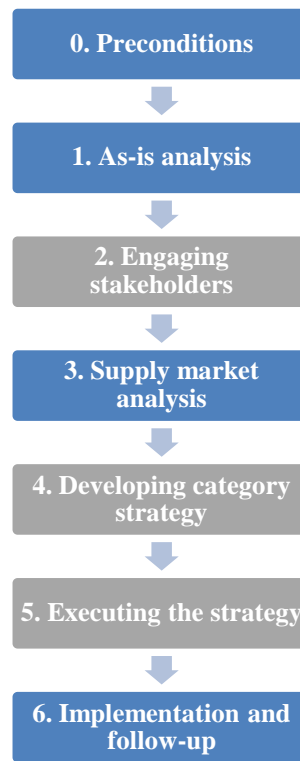 0. Preconditions
1. As-is analysis
2. Engaging
stakeholders
3. Supply market
analysis
4. Developing category
strategy
5. Executing the strategy
6. Implementation and
follow-up